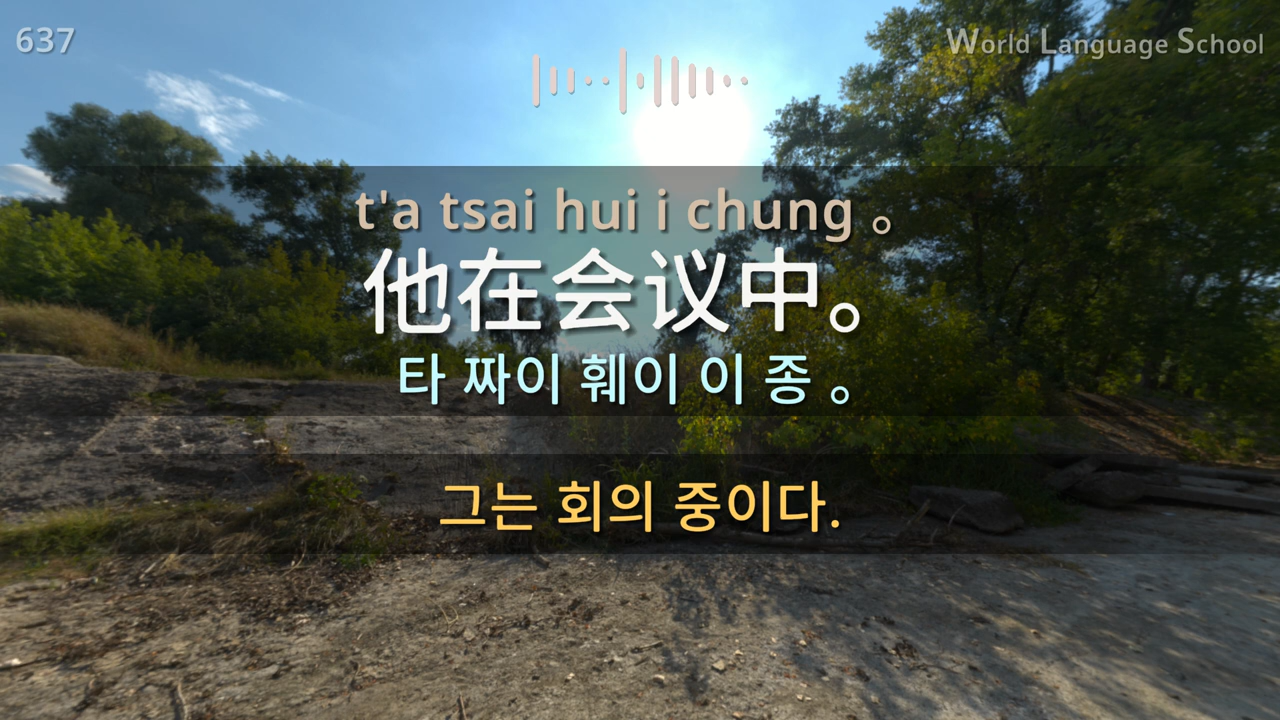 637
World Language School
t'a tsai hui i chung 。
他在会议中。
타 짜이 훼이 이 종 。
그는 회의 중이다.